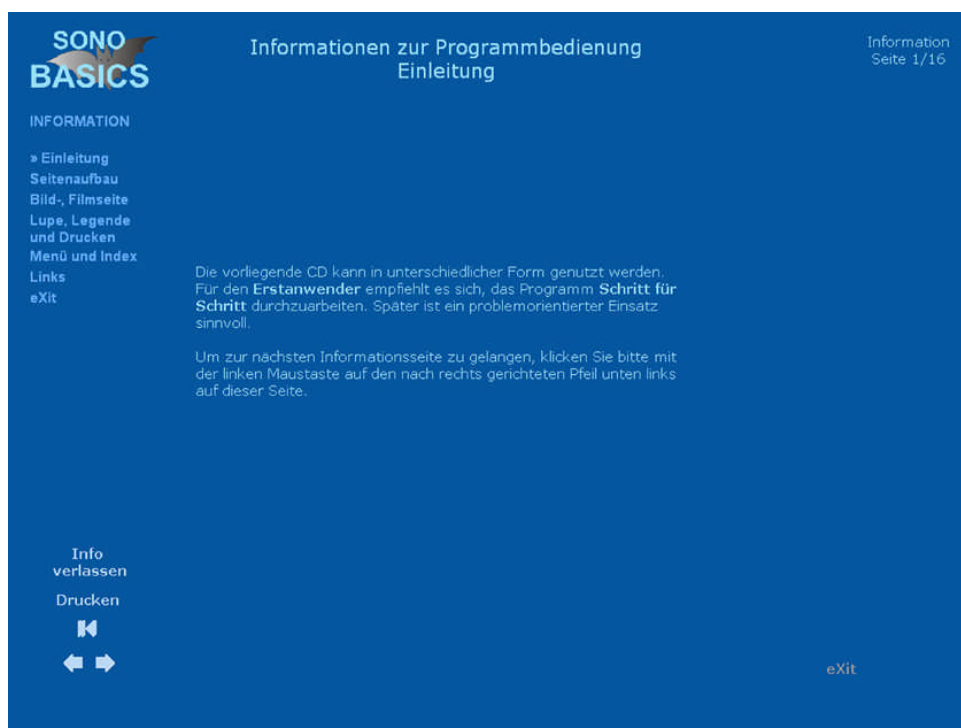 SONO
BASICS
Informationen zur Programmbedienung
Einleitung
Information
Seite 1/16
INFORMATION
» Einleitung
Seitenaufbau
Bild-, Filmseite
Lupe, Legende
und Drucken
Menü und Index
Links
eXit
Die vorliegende CD kann in unterschiedlicher Form genutzt werden.
Für den Erstanwender empfiehlt es sich, das Programm Schritt für
Schritt durchzuarbeiten. Später ist ein problemorientierter Einsatz
sinnvoll.
Um zur nächsten Informationsseite zu gelangen, klicken Sie bitte mit
der linken Maustaste auf den nach rechts gerichteten Pfeil unten links
auf dieser Seite.
Info
verlassen
Drucken
eXit